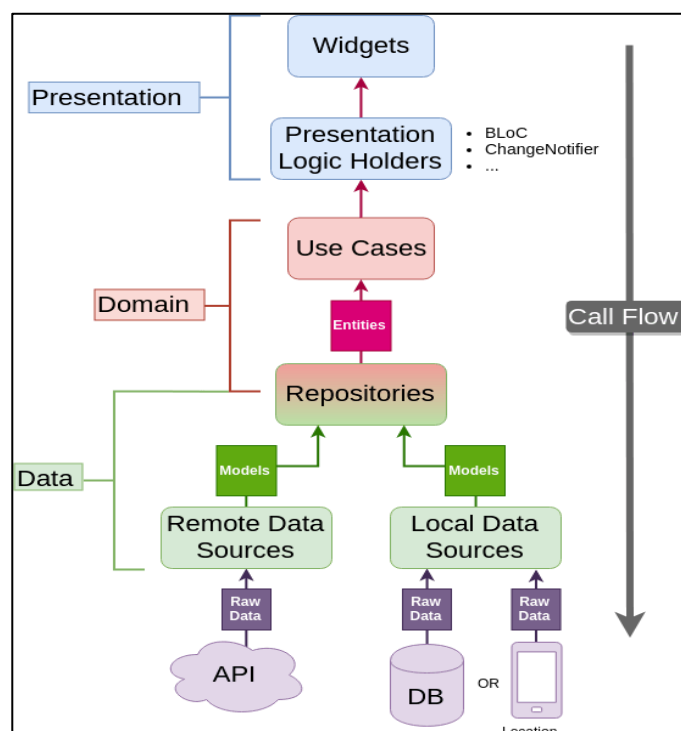 Widgets
Presentation
Presentation
Logic Holders
• BLoC
• ChangeNotifier
• ...
Use Cases
Domain
Entities
Call Flow
Repositories
Data
Models
Models
Remote Data
Sources
Local Data
Sources
Raw
Data
Raw
Data
Raw
Data
API
DB
OR
Location